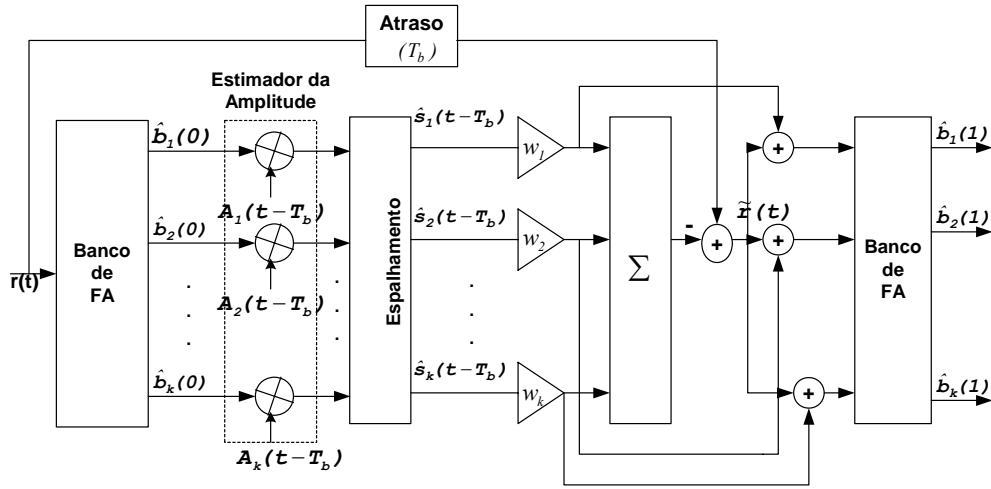 Atraso
(T_b)
Estimador da
Amplitude
r(t)
Banco
de
FA
b̂_1(0)
b̂_2(0)
b̂_k(0)
A_1(t-T_b)
A_2(t-T_b)
A_k(t-T_b)
Espalhamento
ŝ_1(t-T_b)
ŝ_2(t-T_b)
ŝ_k(t-T_b)
w_1
w_2
w_k
Σ
-
+
r̃(t)
+
+
+
Banco
de
FA
b̂_1(1)
b̂_2(1)
b̂_k(1)